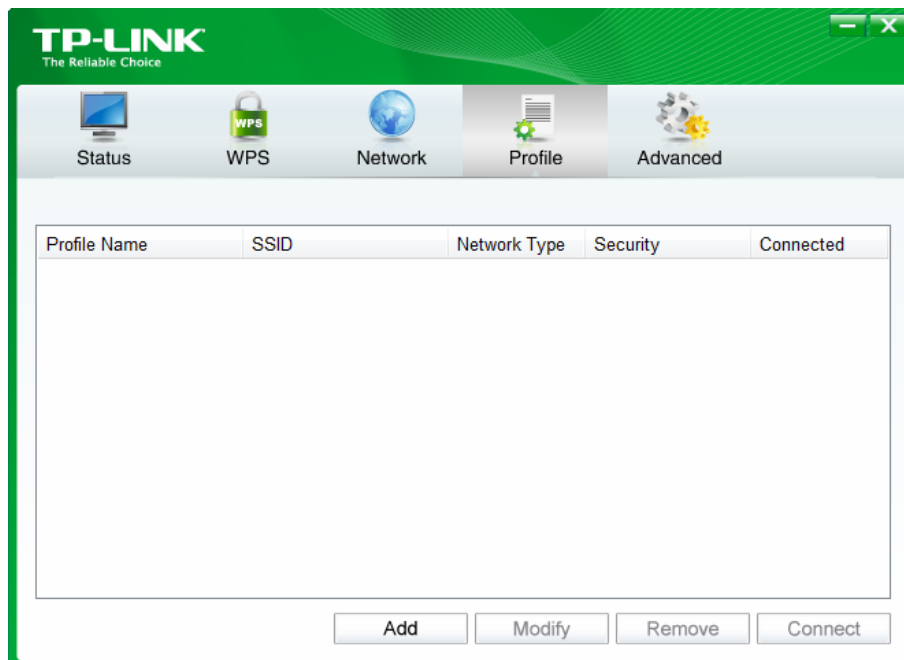 TP-LINK
The Reliable Choice
WPS
Status WPS Network Profile Advanced
Profile Name SSID Network Type Security Connected
Add Modify Remove Connect